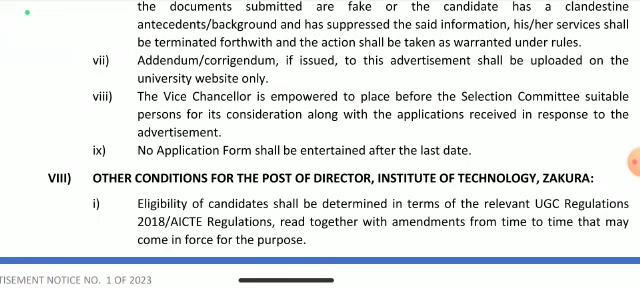 the documents submitted are fake or the candidate has a clandestine
antecedents/background and has suppressed the said information, his/her services shall
be terminated forthwith and the action shall be taken as warranted under rules.
vii) Addendum/corrigendum, if issued, to this advertisement shall be uploaded on the
university website only.
viii) The Vice Chancellor is empowered to place before the Selection Committee suitable
persons for its consideration along with the applications received in response to the
advertisement.
ix) No Application Form shall be entertained after the last date.
VIII) OTHER CONDITIONS FOR THE POST OF DIRECTOR, INSTITUTE OF TECHNOLOGY, ZAKURA:
i) Eligibility of candidates shall be determined in terms of the relevant UGC Regulations
2018/AICTE Regulations, read together with amendments from time to time that may
come in force for the purpose.
TISEMENT NOTICE NO. 1 OF 2023